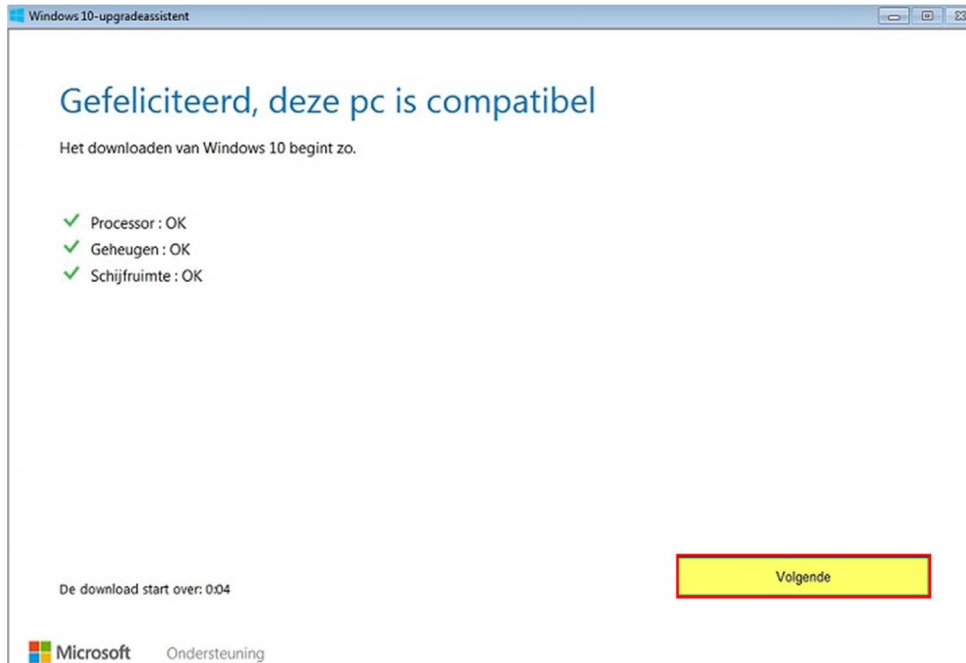 Windows 10-upgradeassistent
Gefeliciteerd, deze pc is compatibel
Het downloaden van Windows 10 begint zo.
Processor : OK
Geheugen : OK
Schijfruimte : OK
De download start over: 0:04
Volgende
Microsoft Ondersteuning